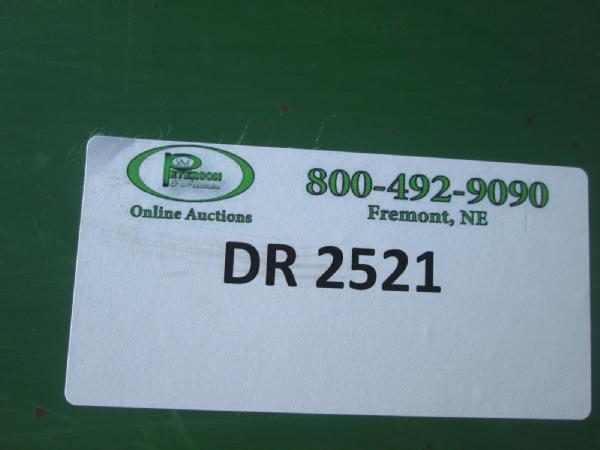 PETERSON
Online Auctions
800-492-9090
Fremont, NE
DR 2521